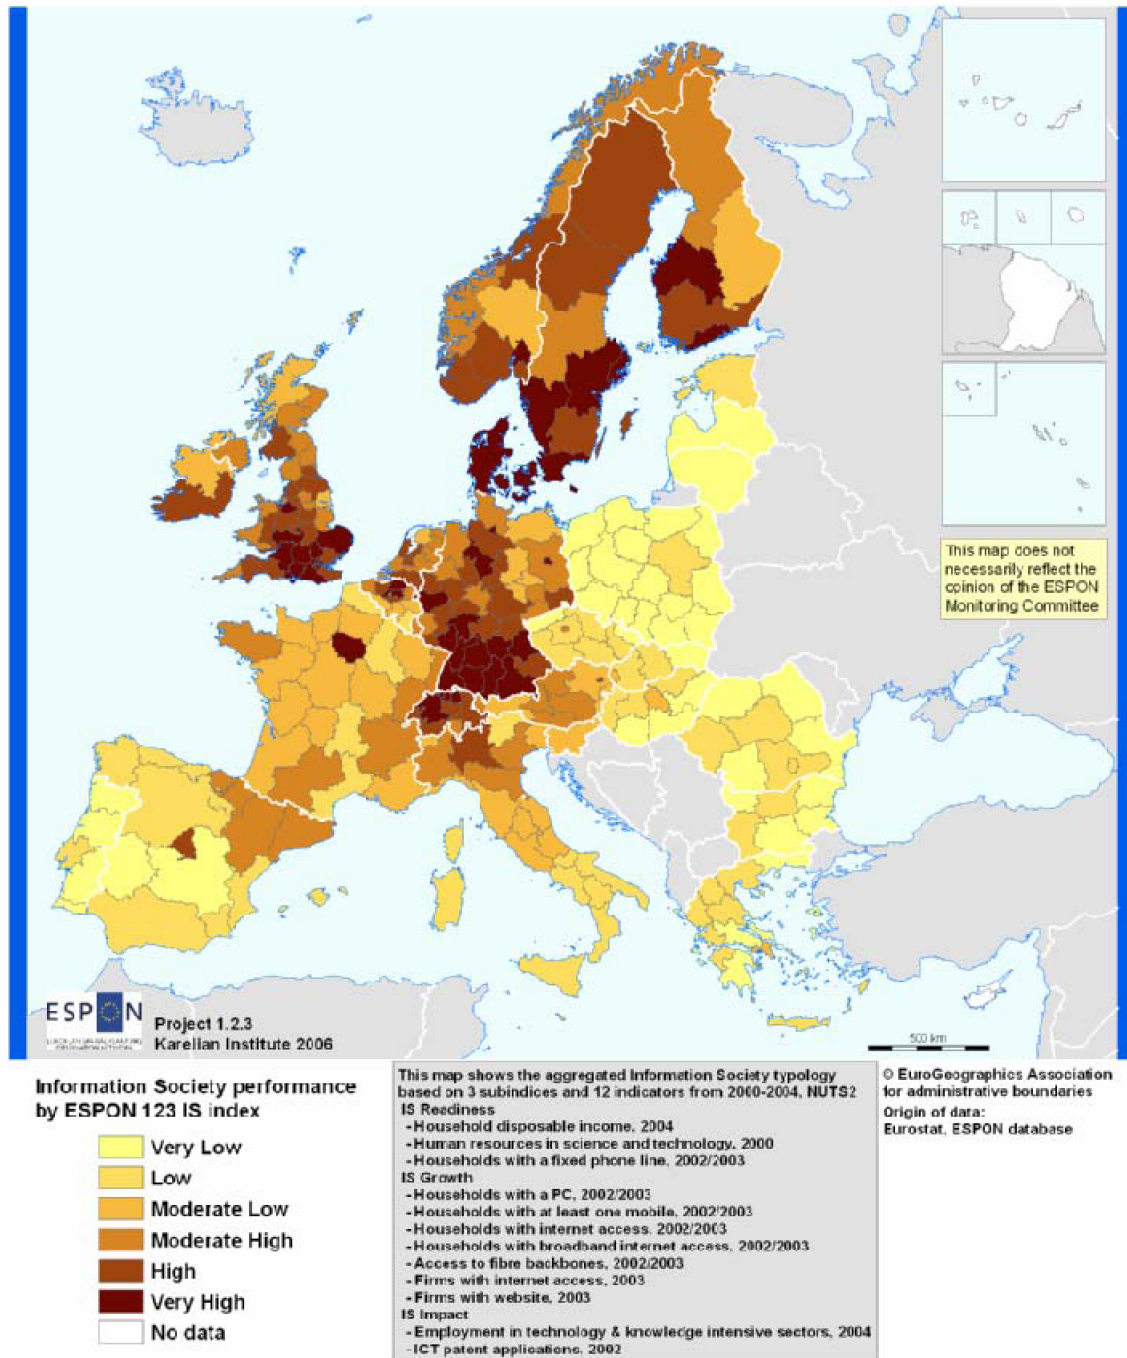 This map does not
necessarily reflect the
opinion of the ESPON
Monitoring Committee
ESPON
Project 1.2.3
Karelian Institute 2006
500 km
Information Society performance
by ESPON 123 IS index
Very Low
Low
Moderate Low
Moderate High
High
Very High
No data
This map shows the aggregated Information Society typology
based on 3 subindices and 12 indicators from 2000-2004, NUTS2
IS Readiness
-Household disposable income, 2004
-Human resources in science and technology, 2000
-Households with a fixed phone line, 2002/2003
IS Growth
-Households with a PC, 2002/2003
-Households with at least one mobile, 2002/2003
-Households with internet access, 2002/2003
-Households with broadband internet access, 2002/2003
-Access to fibre backbones, 2002/2003
-Firms with internet access, 2003
-Firms with website, 2003
IS Impact
-Employment in technology & knowledge intensive sectors, 2004
-ICT patent applications, 2002
© EuroGeographics Association
for administrative boundaries
Origin of data:
Eurostat, ESPON database